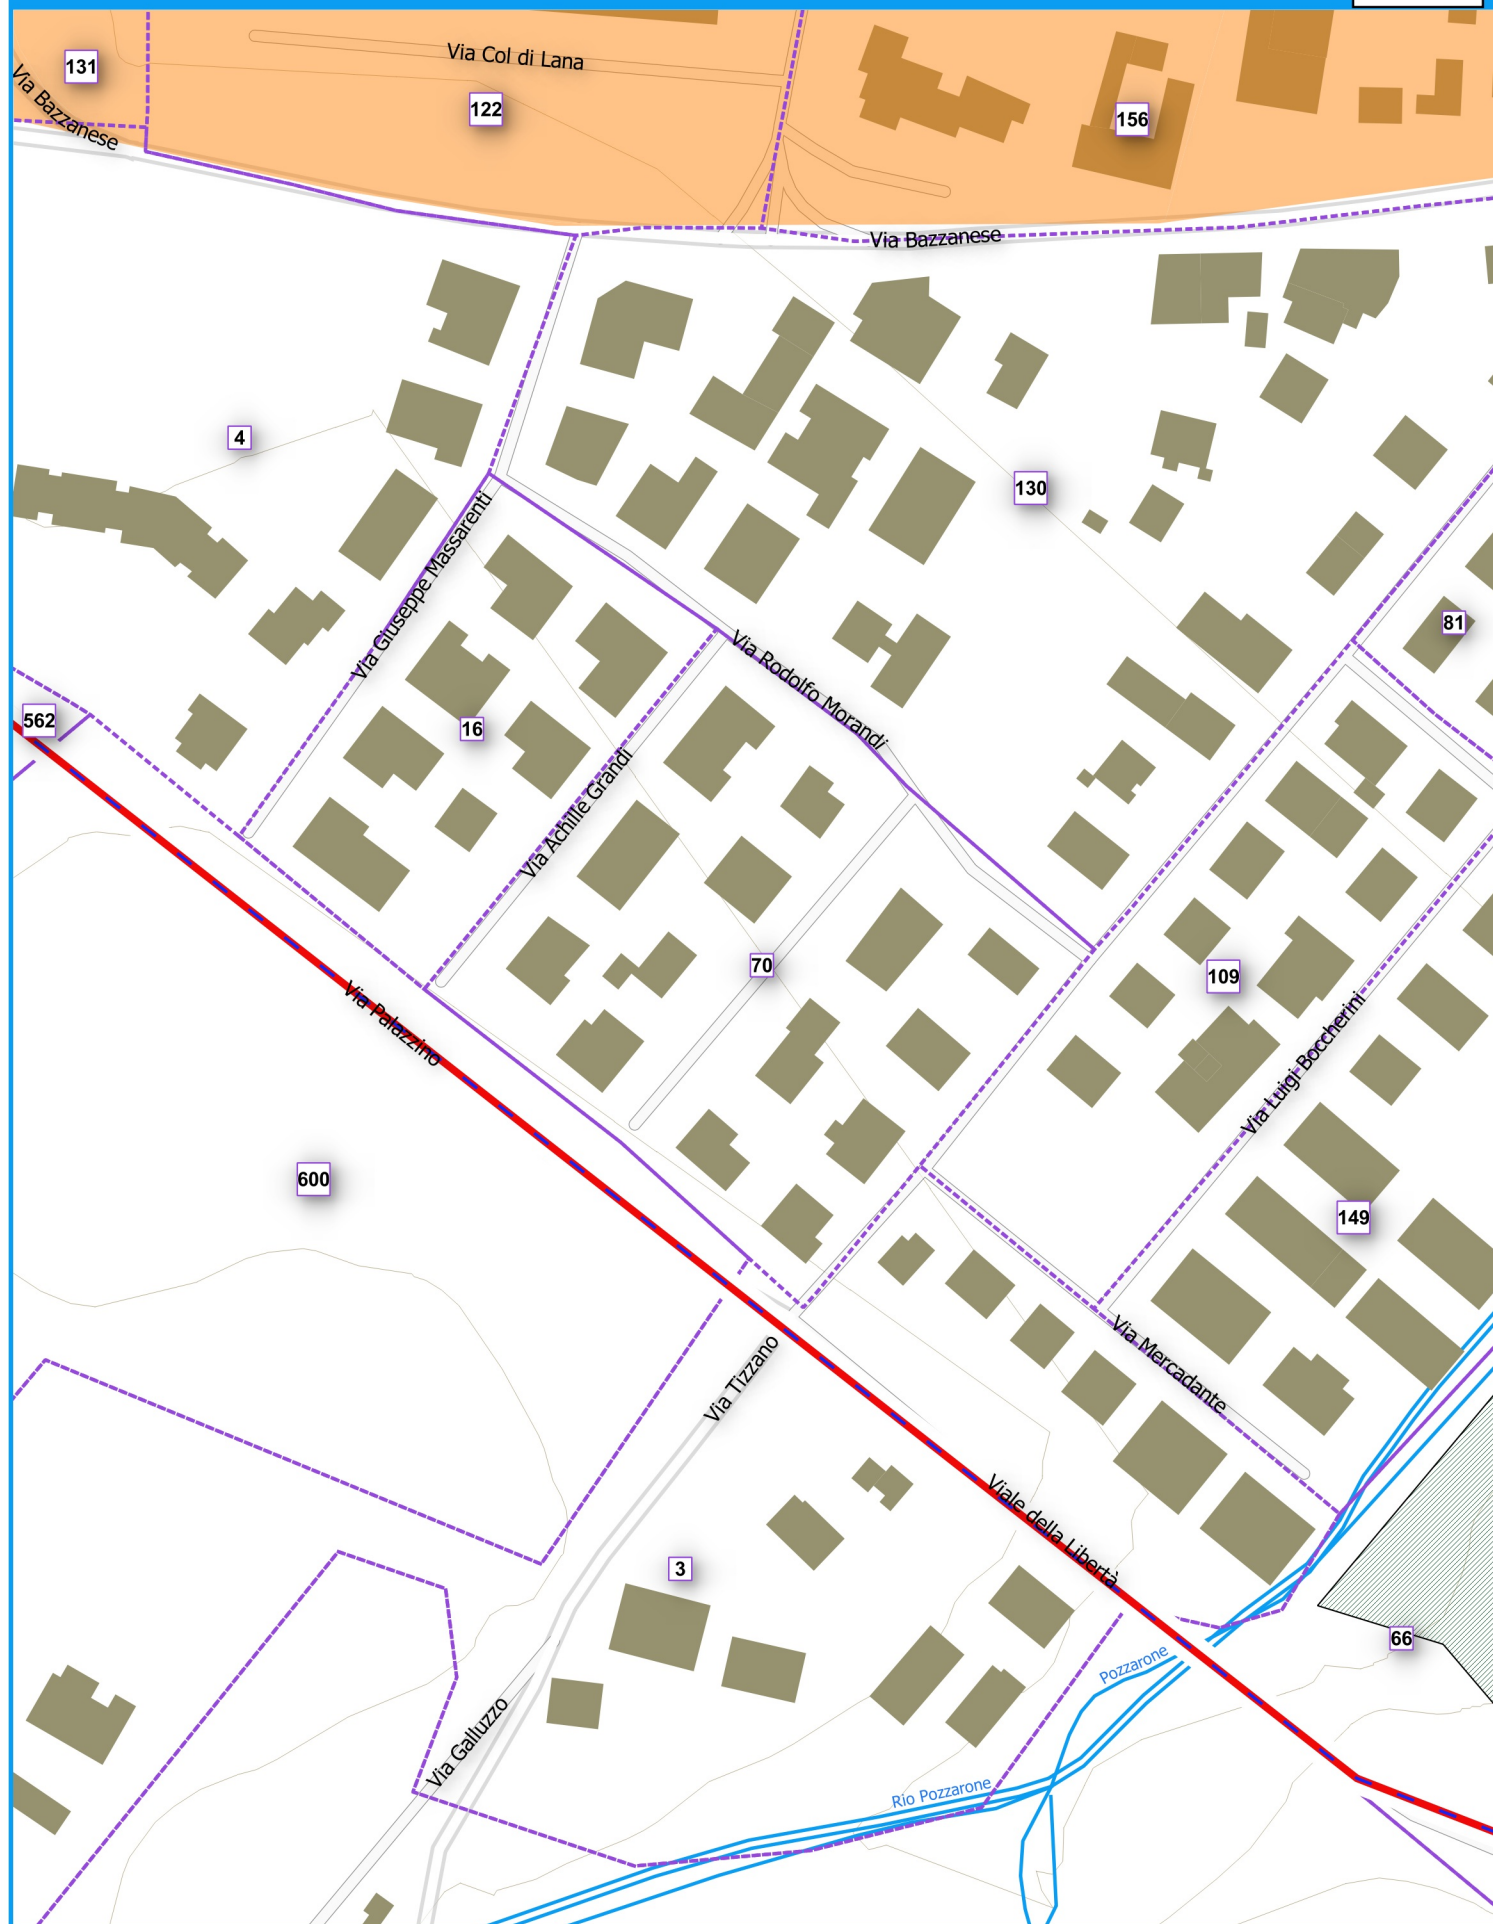 Via Col di Lana
131
122
156
Via Bazzanese
Via Bazzanese
4
130
Via Giuseppe Massarenti
81
Via Rodolfo Morandi
562
16
Via Achille Grandi
70
109
Via Palazzino
Via Luigi Boccherini
600
149
Via Mercadante
Via Tizzano
Viale della Libertà
3
66
Pozzarone
Via Galluzzo
Rio Pozzarone